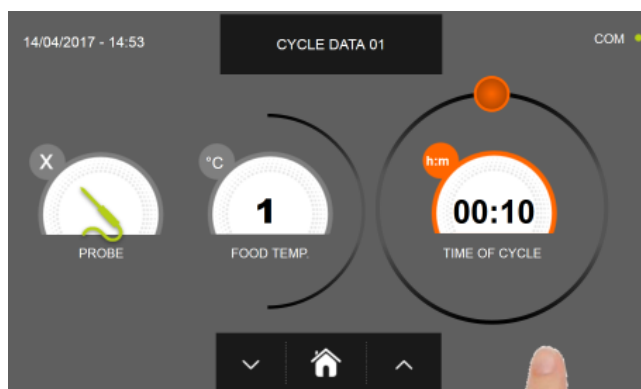 14/04/2017 - 14:53
CYCLE DATA 01
COM
X
°C
h:m
1
00:10
PROBE
FOOD TEMP.
TIME OF CYCLE